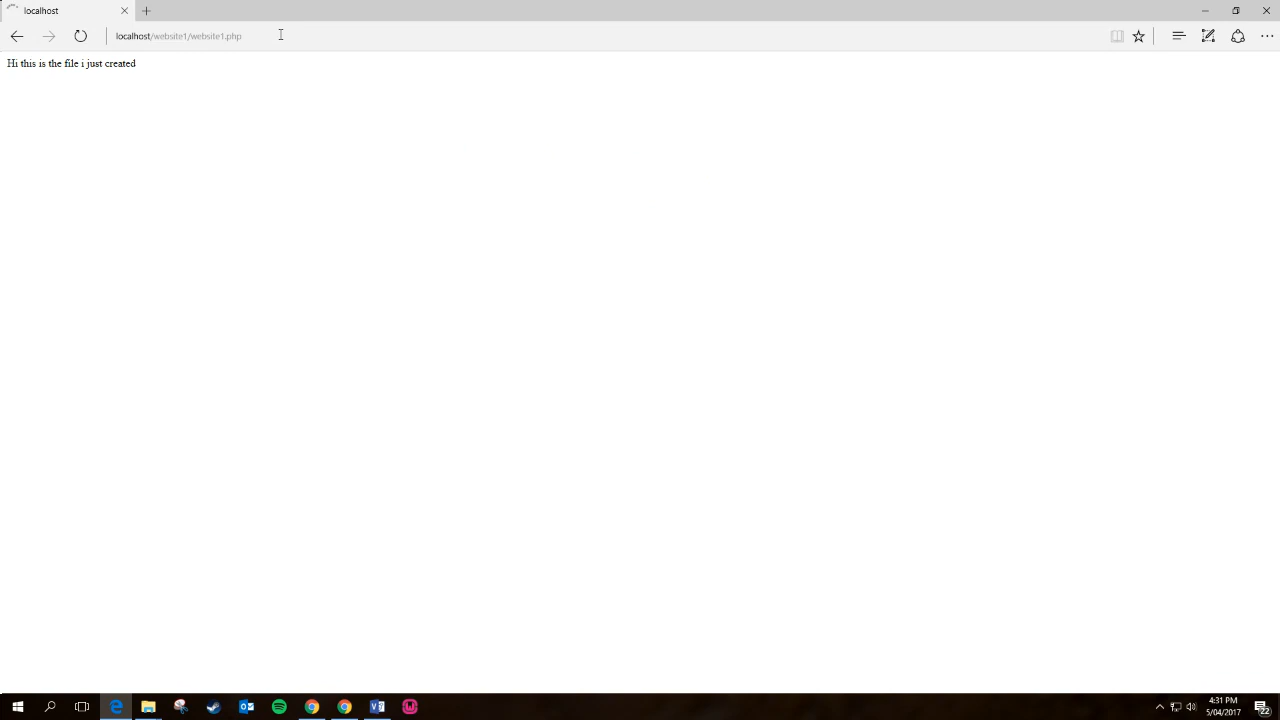 localhost
localhost/website1/website1.php
Hi this is the file i just created
4:31 PM
5/04/2017
22